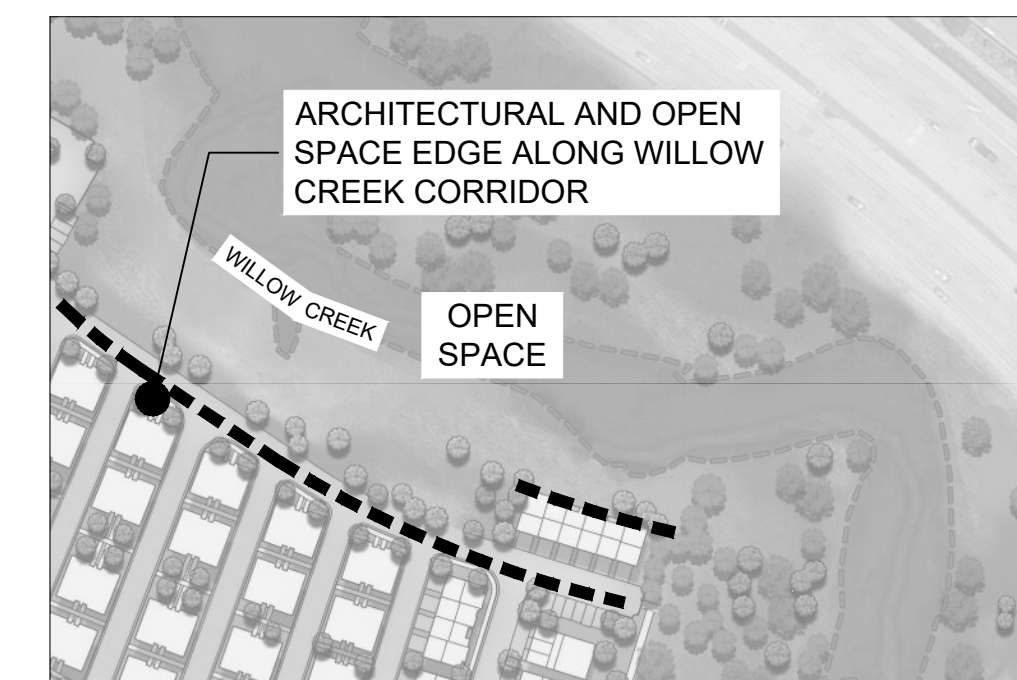 ARCHITECTURAL AND OPEN
SPACE EDGE ALONG WILLOW
CREEK CORRIDOR
WILLOW CREEK
OPEN
SPACE